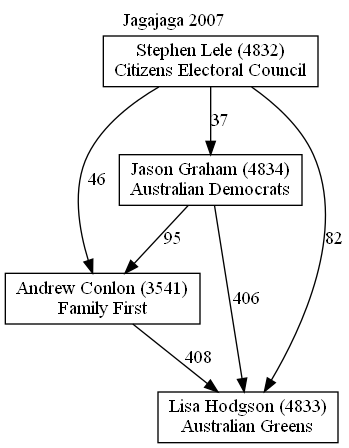 Jagajaga 2007
Stephen Lele (4832)
Citizens Electoral Council
37
Jason Graham (4834)
Australian Democrats
46
95
82
Andrew Conlon (3541)
Family First
406
408
Lisa Hodgson (4833)
Australian Greens